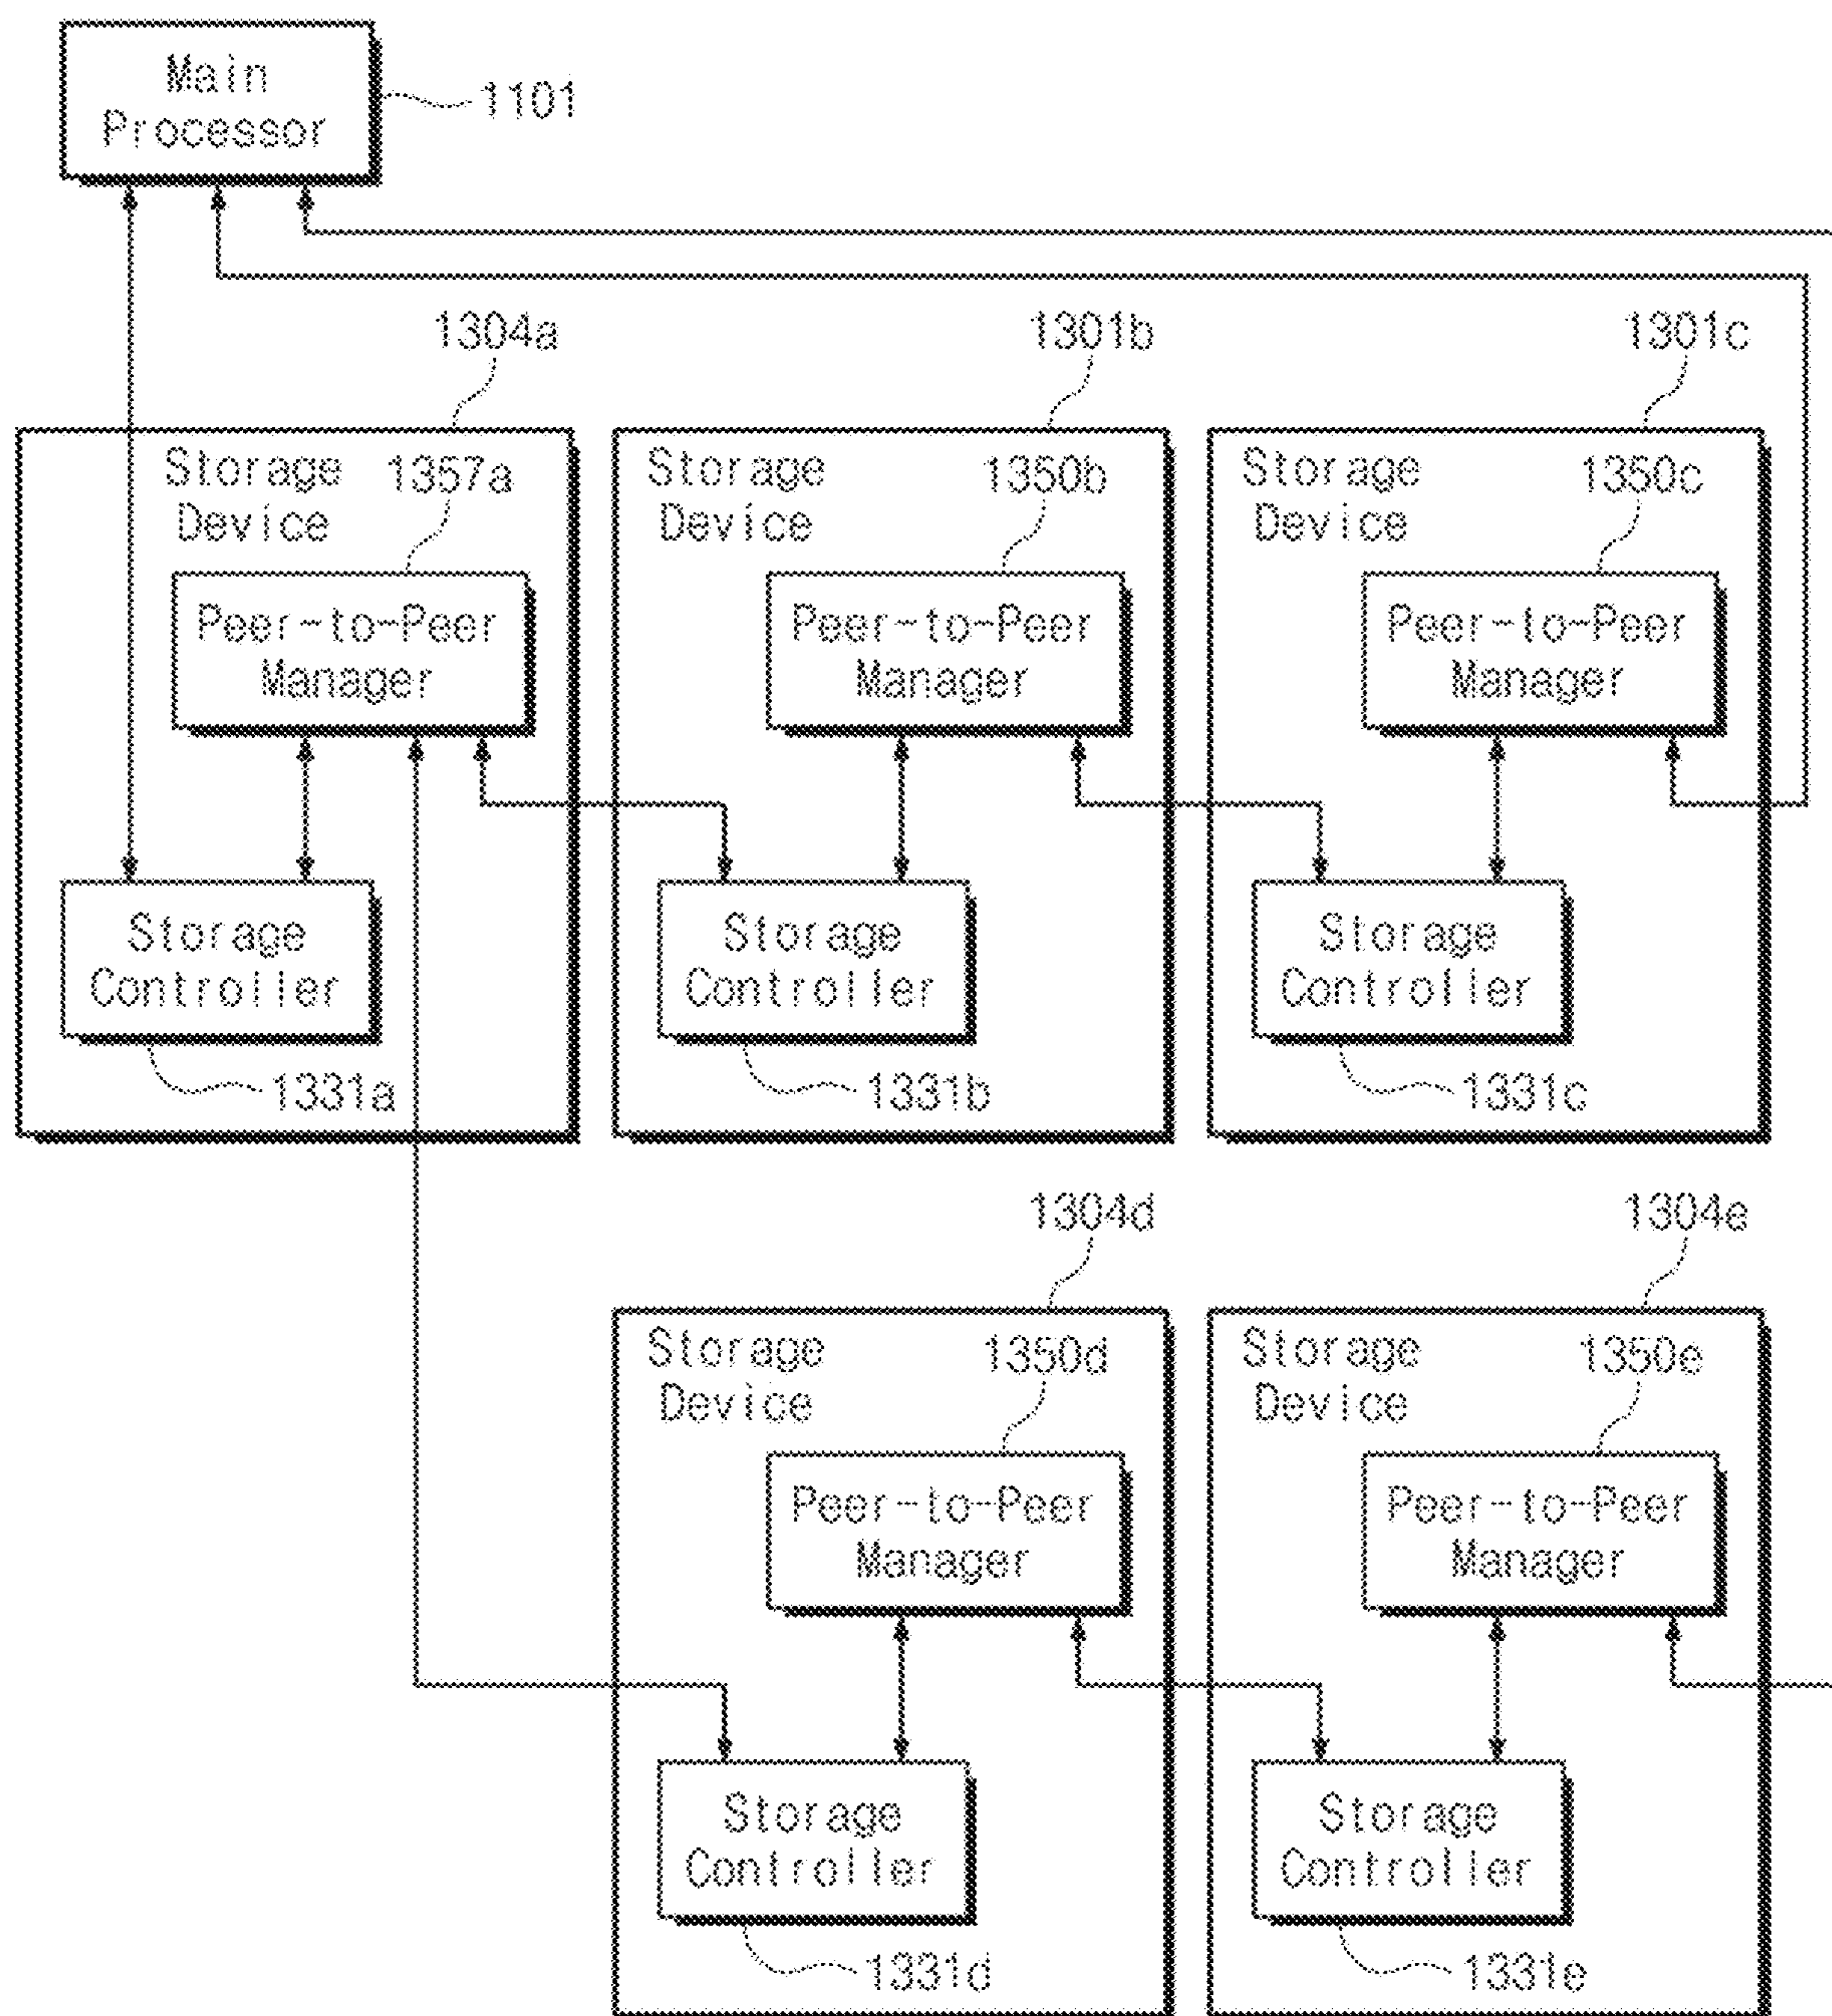 Main
Processor
1101
1304a
1301b
1301c
Storage
Device
1357a
Storage
Device
1350b
Storage
Device
1350c
Peer-to-Peer
Manager
Peer-to-Peer
Manager
Peer-to-Peer
Manager
Storage
Controller
Storage
Controller
Storage
Controller
1331a
1331b
1331c
1304d
1304e
Storage
Device
1350d
Storage
Device
1350e
Peer-to-Peer
Manager
Peer-to-Peer
Manager
Storage
Controller
Storage
Controller
1331d
1331e